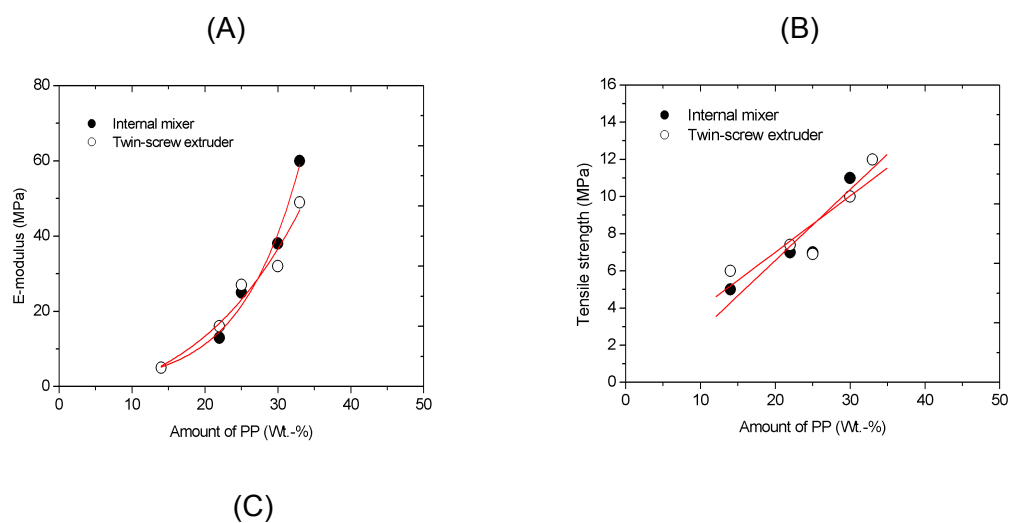 (A)
80
60
40
20
0
E-modulus (MPa)
Internal mixer
Twin-screw extruder
0 10 20 30 40 50
Amount of PP (Wt.-%)
(B)
16
14
12
10
8
6
4
2
0
Tensile strength (MPa)
Internal mixer
Twin-screw extruder
0 10 20 30 40 50
Amount of PP (Wt.-%)
(C)